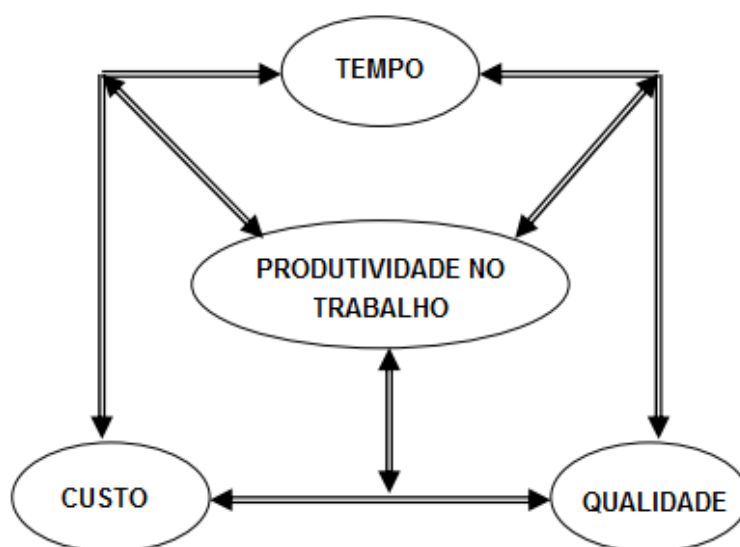 TEMPO
PRODUTIVIDADE NO
TRABALHO
CUSTO
QUALIDADE